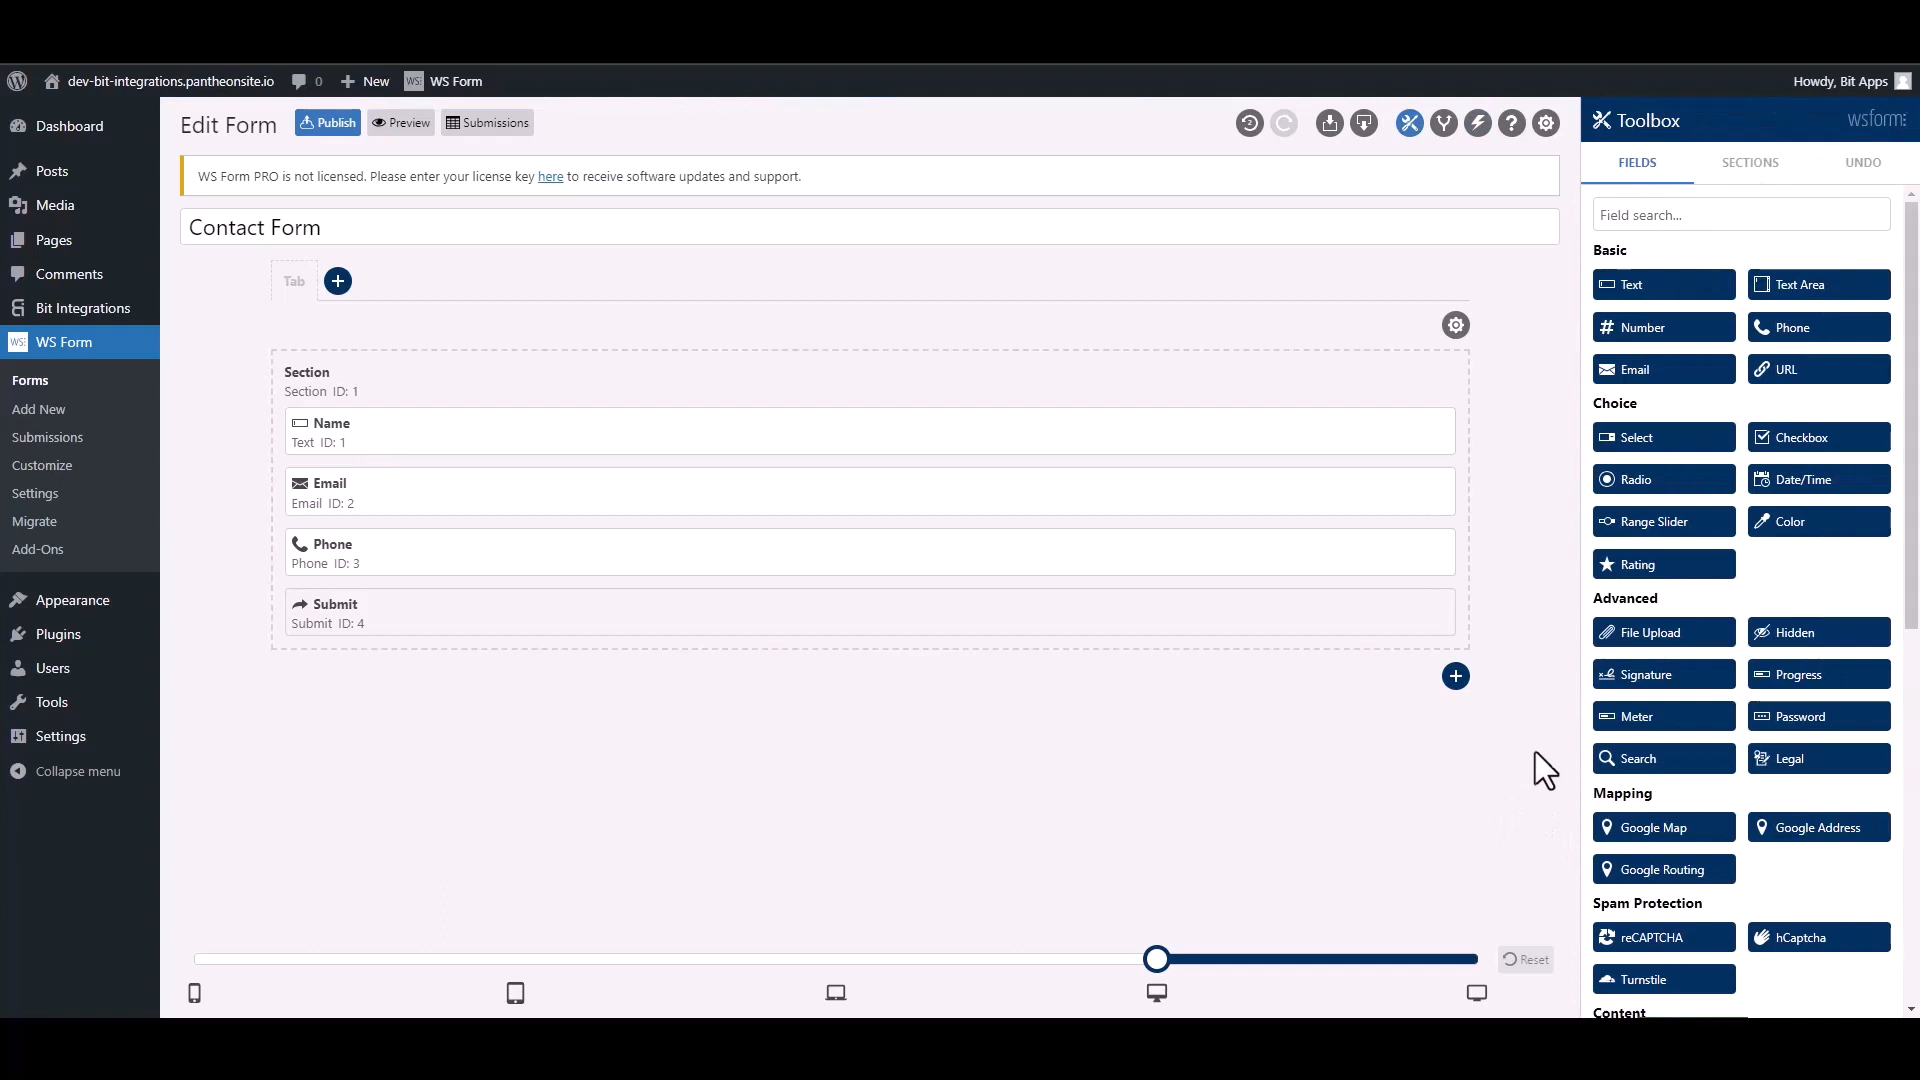 dev-bit-integrations.pantheonsite.io 0 New WS: WS Form Howdy, Bit Apps
Dashboard
Posts
Media
Pages
Comments
Bit Integrations
WS: WS Form
Forms
Add New
Submissions
Customize
Settings
Migrate
Add-Ons
Appearance
Plugins
Users
Tools
Settings
Collapse menu
Edit Form Publish Preview Submissions
WS Form PRO is not licensed. Please enter your license key here to receive software updates and support.
Contact Form
Tab
Section
Section ID: 1
Name
Text ID: 1
Email
Email ID: 2
Phone
Phone ID: 3
Submit
Submit ID: 4
Reset
Toolbox wsform
FIELDS SECTIONS UNDO
Field search...
Basic
Text Text Area
Number Phone
Email URL
Choice
Select Checkbox
Radio Date/Time
Range Slider Color
Rating
Advanced
File Upload Hidden
Signature Progress
Meter Password
Search Legal
Mapping
Google Map Google Address
Google Routing
Spam Protection
reCAPTCHA hCaptcha
Turnstile
Content